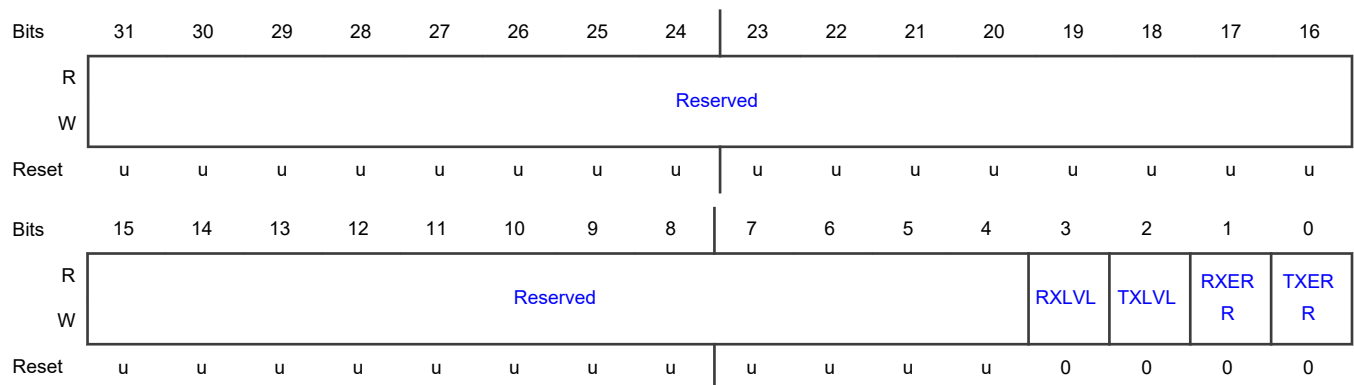 Bits 31 30 29 28 27 26 25 24 23 22 21 20 19 18 17 16
R
Reserved
W
Reset u u u u u u u u u u u u u u u u
Bits 15 14 13 12 11 10 9 8 7 6 5 4 3 2 1 0
R
Reserved RXLVL TXLVL RXER TXER
R R
W
Reset u u u u u u u u u u u u 0 0 0 0